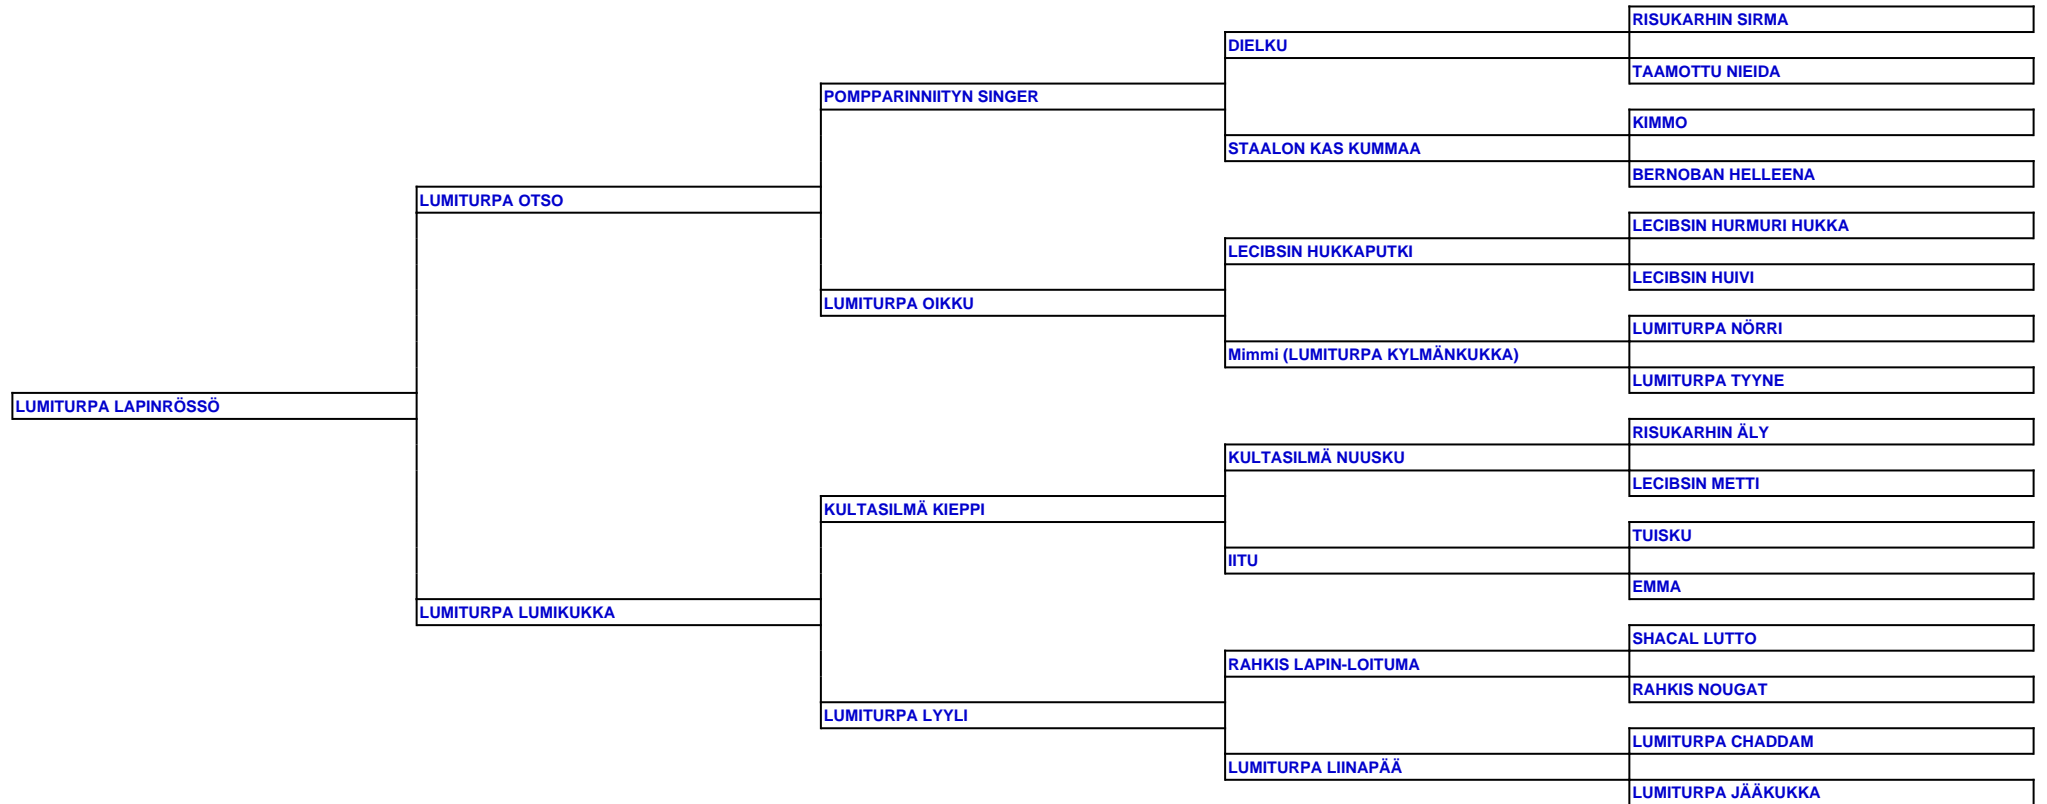 RISUKARHIN SIRMA
DIELKU
TAAMOTTU NIEIDA
POMPPARINNIITYN SINGER
KIMMO
STAALON KAS KUMMAA
BERNOBAN HELLEENA
LUMITURPA OTSO
LECIBSIN HURMURI HUKKA
LECIBSIN HUKKAPUTKI
LECIBSIN HUIVI
LUMITURPA OIKKU
LUMITURPA NÖRRI
Mimmi (LUMITURPA KYLMÄNKUKKA)
LUMITURPA TYYNE
LUMITURPA LAPINRÖSSÖ
RISUKARHIN ÄLY
KULTASILMÄ NUUSKU
LECIBSIN METTI
KULTASILMÄ KIEPPI
TUISKU
IITU
EMMA
LUMITURPA LUMIKUKKA
SHACAL LUTTO
RAHKIS LAPIN-LOITUMA
RAHKIS NOUGAT
LUMITURPA LYYLI
LUMITURPA CHADDAM
LUMITURPA LIINAPÄÄ
LUMITURPA JÄÄKUKKA